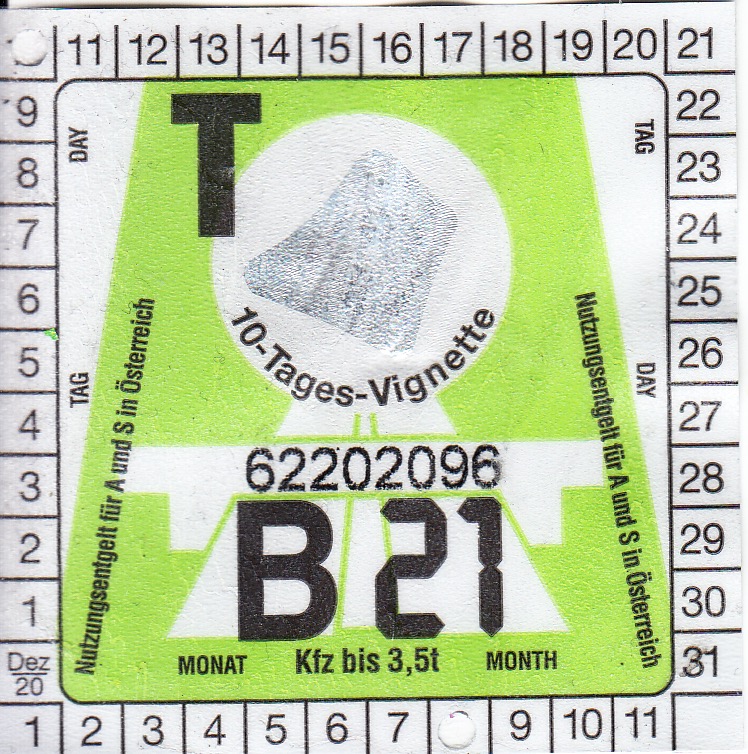 11 12 13 14 15 16 17 18 19 20 21
9 22
8 23
7 24
6 25
5 26
4 27
3 28
2 29
1 30
Dez 20 31
1 2 3 4 5 6 7 9 10 11
DAY
TAG
T
10-Tages-Vignette
TAG
DAY
Nutzungsentgelt für A und S in Österreich
Nutzungsentgelt für A und S in Österreich
62202096
B 21
MONAT Kfz bis 3,5t MONTH